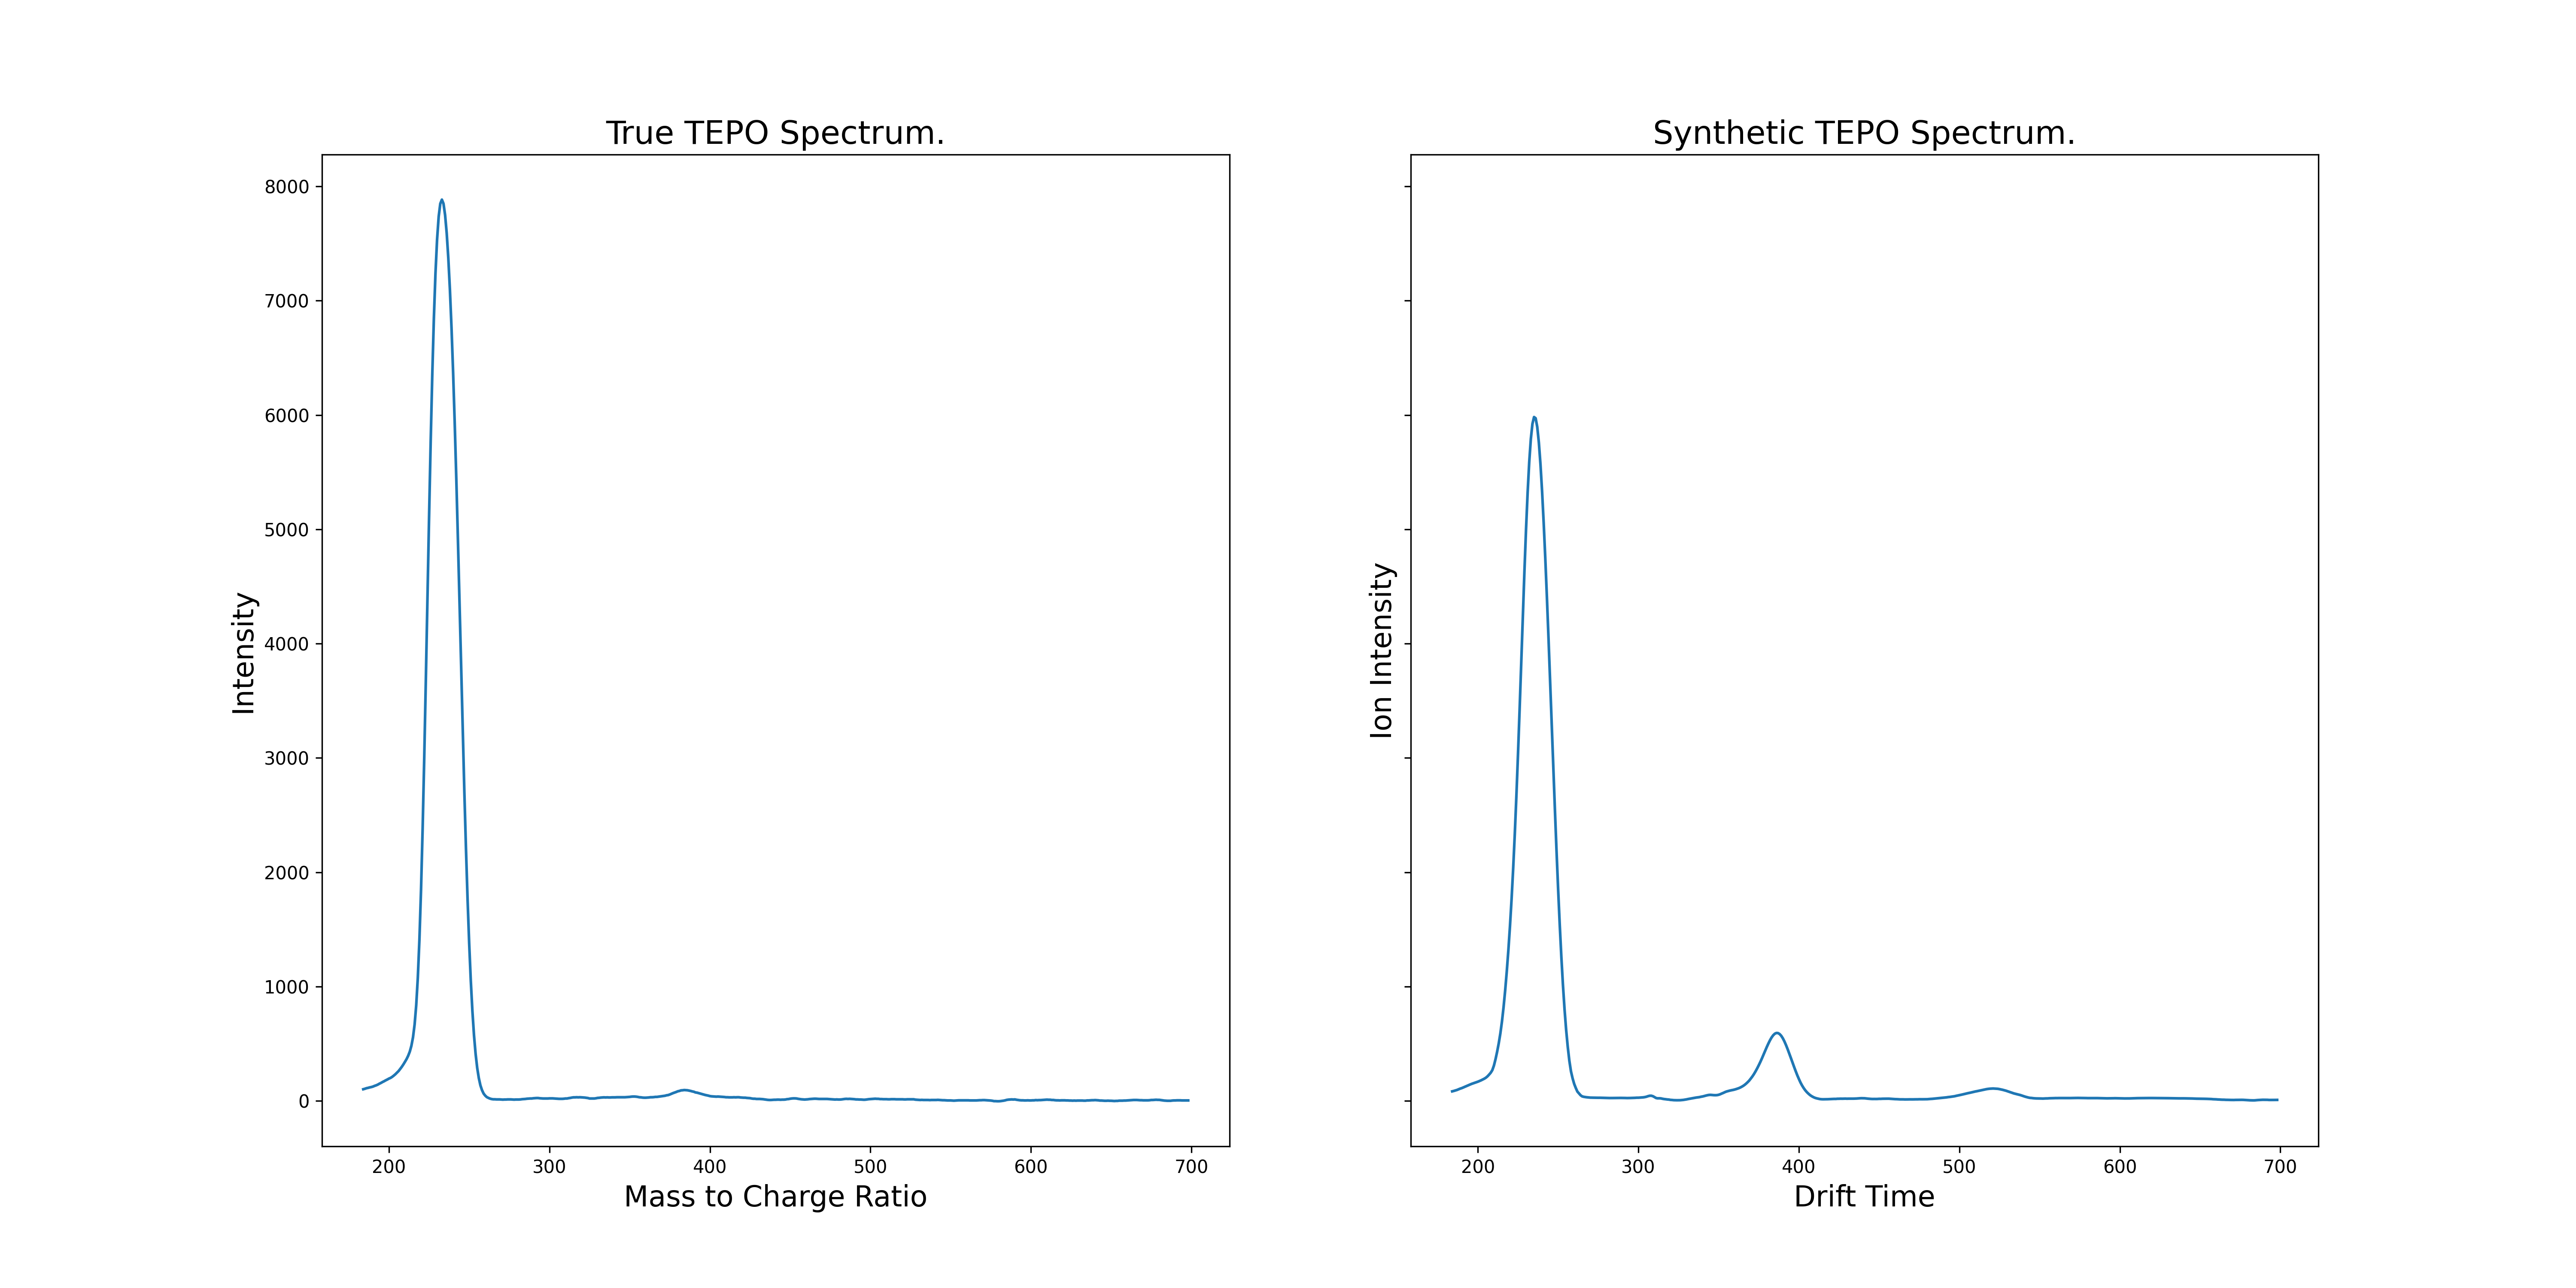 True TEPO Spectrum.
8000
7000
6000
5000
4000
3000
2000
1000
0
Intensity
200 300 400 500 600 700
Mass to Charge Ratio
Synthetic TEPO Spectrum.
Ion Intensity
200 300 400 500 600 700
Drift Time